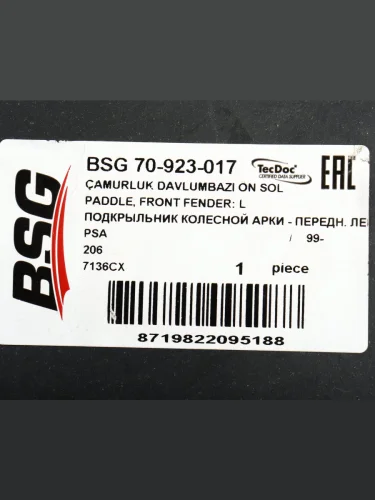 BSG
BSG 70-923-017
TecDoc
CERTIFIED DATA SUPPLIER
EAC
ÇAMURLUK DAVLUMBAZI ON SOL
PADDLE, FRONT FENDER: L
ПОДКРЫЛЬНИК КОЛЕСНОЙ АРКИ - ПЕРЕДН. ЛЕ
PSA / 99-
206
7136CX 1 piece
8719822095188